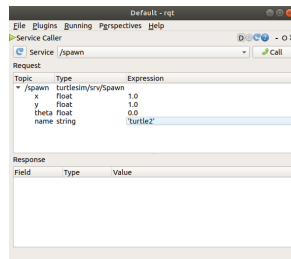 Default - rqt
File Plugins Running Perspectives Help
Service Caller
Service /spawn Call
Request
Topic Type Expression
/spawn turtlesim/srv/Spawn
x float 1.0
y float 1.0
theta float 0.0
name string 'turtle2'
Response
Field Type Value